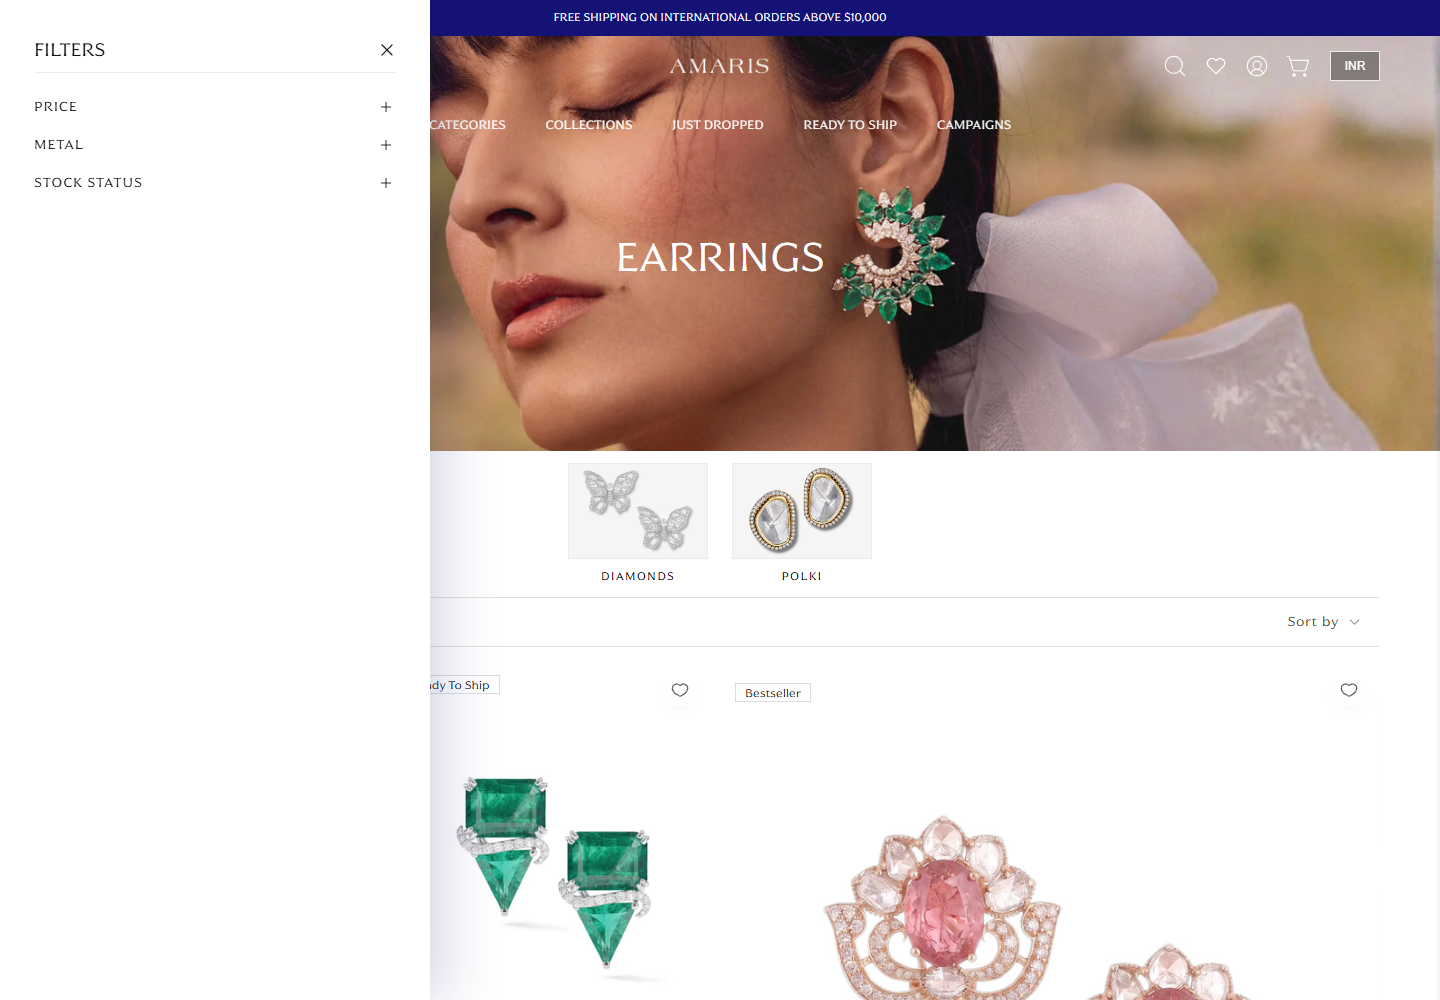 FREE SHIPPING ON INTERNATIONAL ORDERS ABOVE $10,000
FILTERS
PRICE
METAL
STOCK STATUS
AMARIS
INR
CATEGORIES COLLECTIONS JUST DROPPED READY TO SHIP CAMPAIGNS
EARRINGS
DIAMONDS POLKI
Sort by
dy To Ship
Bestseller